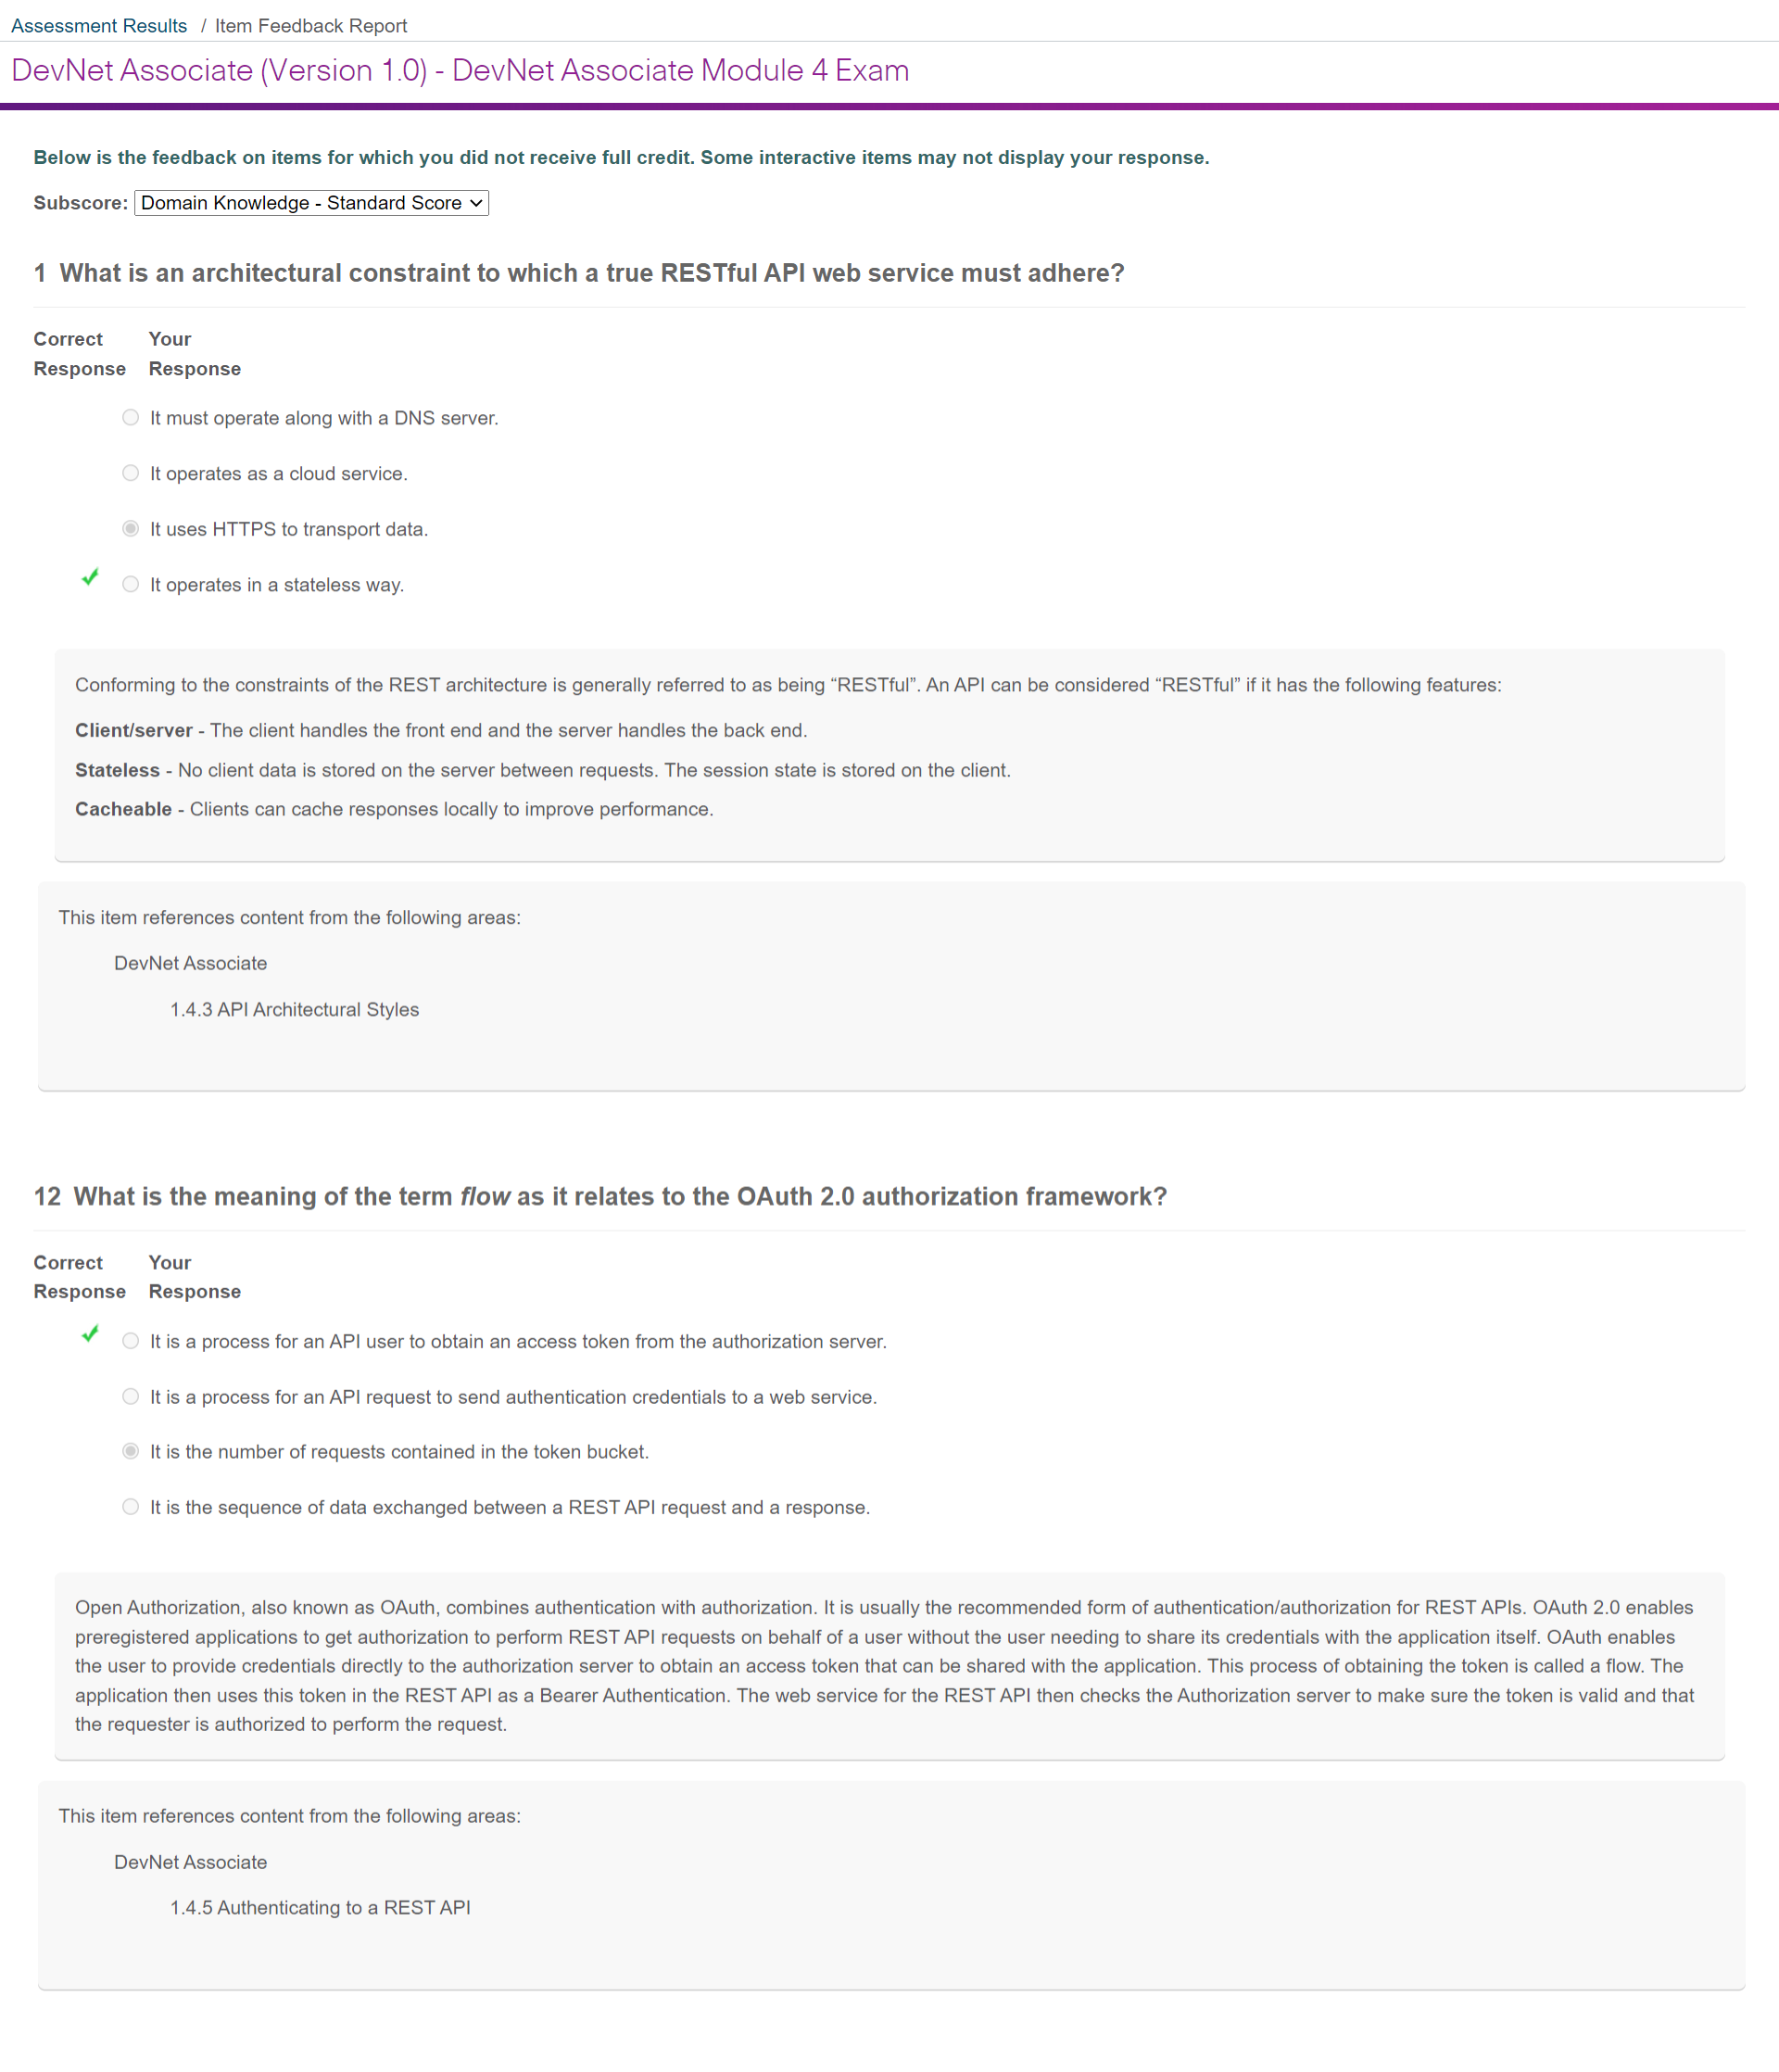 Assessment Results / Item Feedback Report
DevNet Associate (Version 1.0) - DevNet Associate Module 4 Exam
Below is the feedback on items for which you did not receive full credit. Some interactive items may not display your response.
Subscore: Domain Knowledge - Standard Score
1 What is an architectural constraint to which a true RESTful API web service must adhere?
Correct Your
Response Response
It must operate along with a DNS server.
It operates as a cloud service.
It uses HTTPS to transport data.
It operates in a stateless way.
Conforming to the constraints of the REST architecture is generally referred to as being “RESTful”. An API can be considered “RESTful” if it has the following features:
Client/server - The client handles the front end and the server handles the back end.
Stateless - No client data is stored on the server between requests. The session state is stored on the client.
Cacheable - Clients can cache responses locally to improve performance.
This item references content from the following areas:
DevNet Associate
1.4.3 API Architectural Styles
12 What is the meaning of the term flow as it relates to the OAuth 2.0 authorization framework?
Correct Your
Response Response
It is a process for an API user to obtain an access token from the authorization server.
It is a process for an API request to send authentication credentials to a web service.
It is the number of requests contained in the token bucket.
It is the sequence of data exchanged between a REST API request and a response.
Open Authorization, also known as OAuth, combines authentication with authorization. It is usually the recommended form of authentication/authorization for REST APIs. OAuth 2.0 enables
preregistered applications to get authorization to perform REST API requests on behalf of a user without the user needing to share its credentials with the application itself. OAuth enables
the user to provide credentials directly to the authorization server to obtain an access token that can be shared with the application. This process of obtaining the token is called a flow. The
application then uses this token in the REST API as a Bearer Authentication. The web service for the REST API then checks the Authorization server to make sure the token is valid and that
the requester is authorized to perform the request.
This item references content from the following areas:
DevNet Associate
1.4.5 Authenticating to a REST API